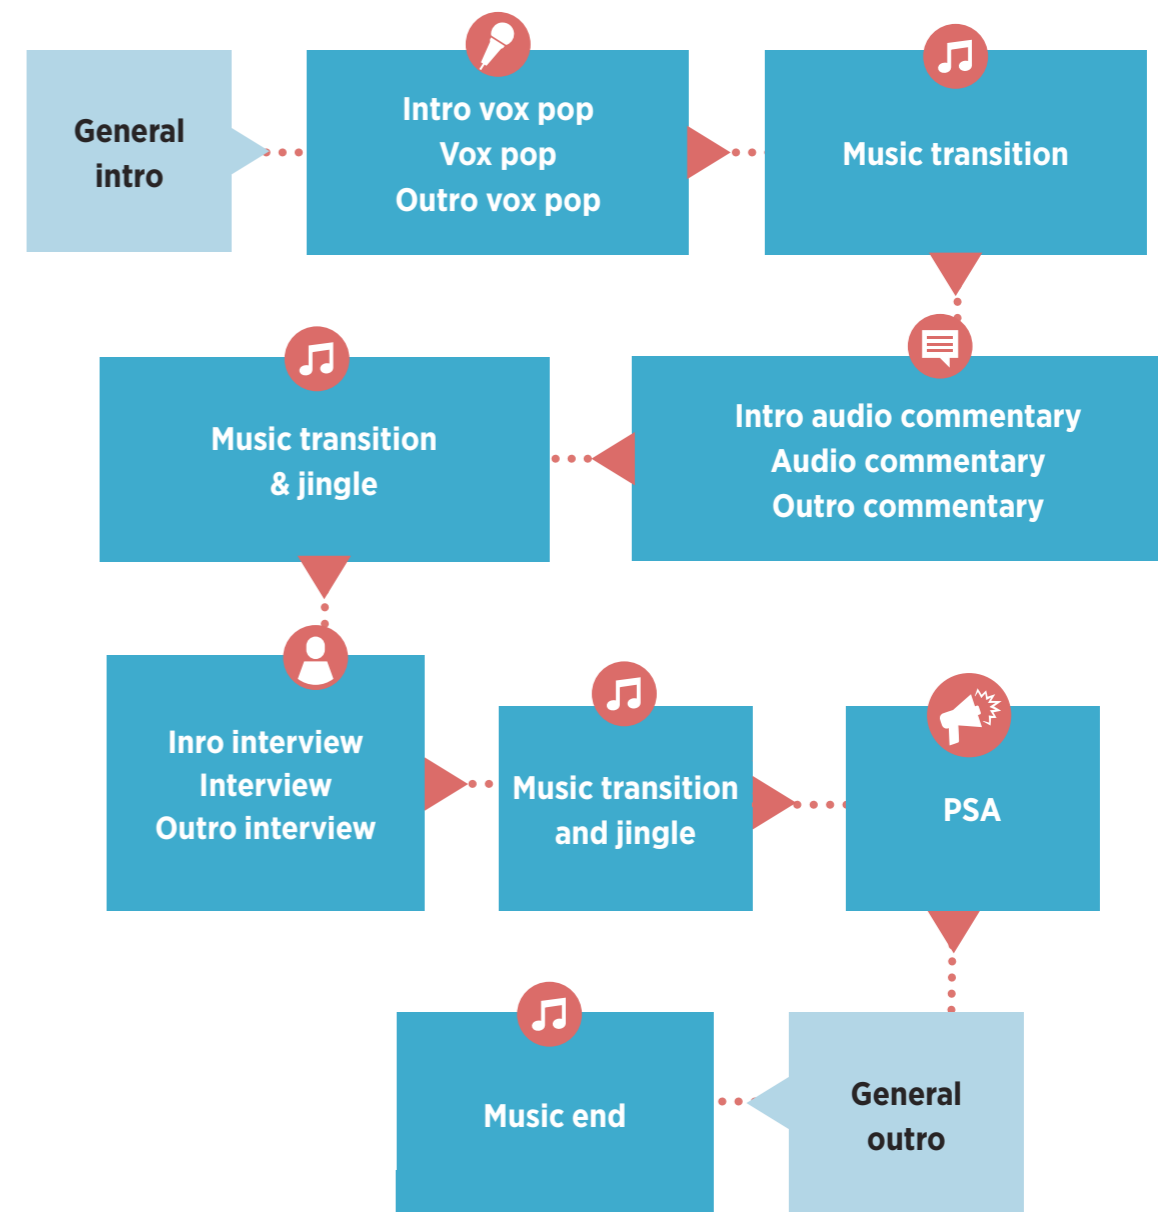 General
intro
Intro vox pop
Vox pop
Outro vox pop
Music transition
Intro audio commentary
Audio commentary
Outro commentary
Music transition
& jingle
Inro interview
Interview
Outro interview
Music transition
and jingle
PSA
General
outro
Music end